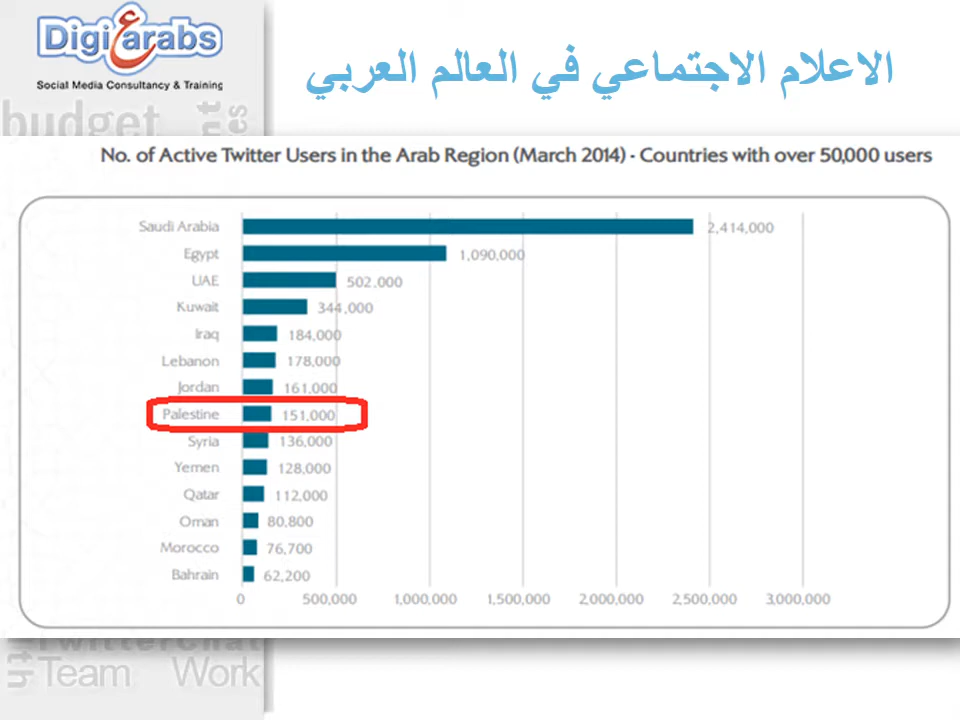 Digi عarabs
Social Media Consultancy & Training
الاعلام الاجتماعي في العالم العربي
budget
No. of Active Twitter Users in the Arab Region (March 2014) - Countries with over 50,000 users
Saudi Arabia 2,414,000
Egypt 1,090,000
UAE 502,000
Kuwait 344,000
Iraq 184,000
Lebanon 178,000
Jordan 161,000
Palestine 151,000
Syria 136,000
Yemen 128,000
Qatar 112,000
Oman 80,800
Morocco 76,700
Bahrain 62,200
0 500,000 1,000,000 1,500,000 2,000,000 2,500,000 3,000,000
TwitterChat
Team Work